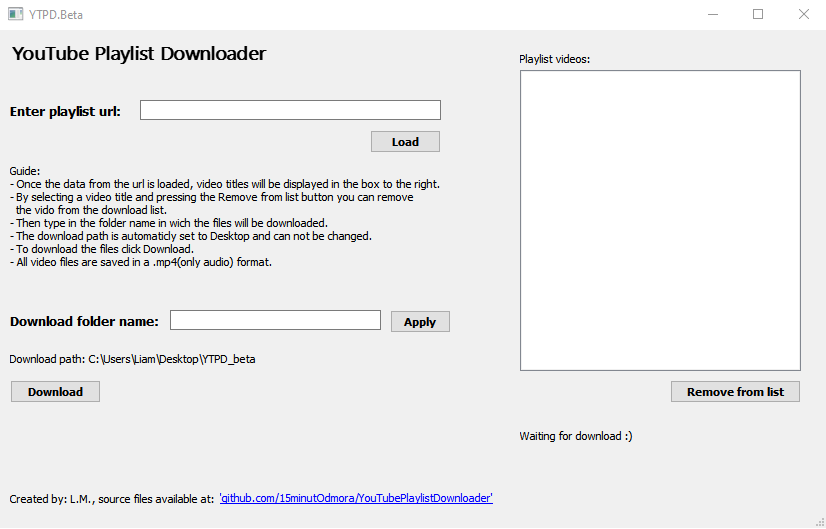 YTPD.Beta
YouTube Playlist Downloader
Playlist videos:
Enter playlist url:
Load
Guide:
- Once the data from the url is loaded, video titles will be displayed in the box to the right.
- By selecting a video title and pressing the Remove from list button you can remove
the vido from the download list.
- Then type in the folder name in wich the files will be downloaded.
- The download path is automaticly set to Desktop and can not be changed.
- To download the files click Download.
- All video files are saved in a .mp4(only audio) format.
Download folder name:
Apply
Download path: C:\Users\Liam\Desktop\YTPD_beta
Download
Remove from list
Waiting for download :)
Created by: L.M., source files available at: 'github.com/15minutOdmora/YouTubePlaylistDownloader'